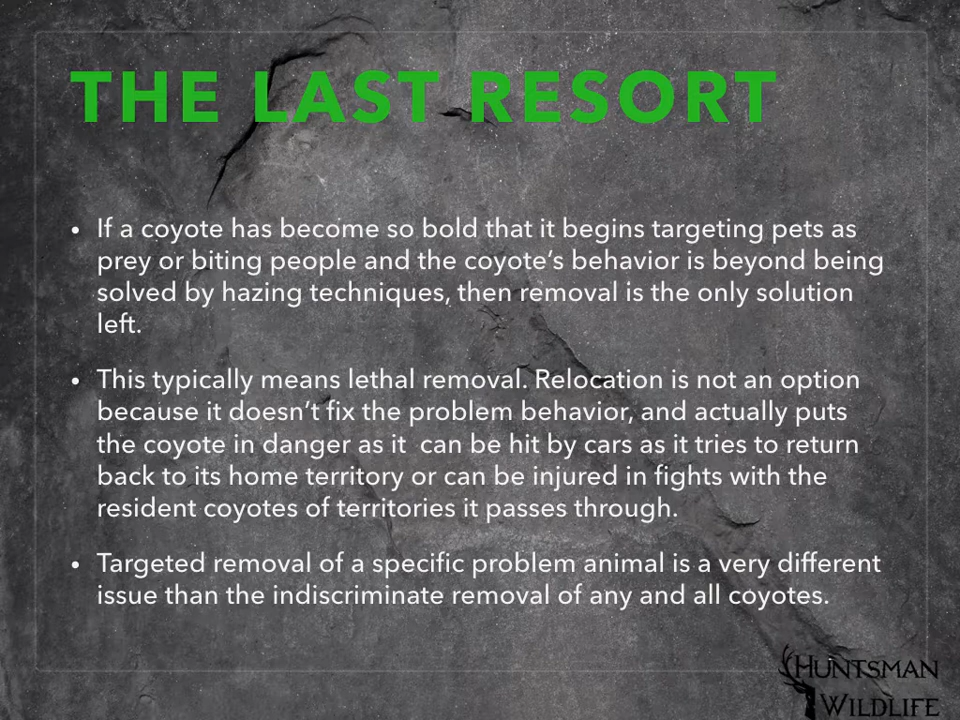 THE LAST RESORT
• If a coyote has become so bold that it begins targeting pets as
prey or biting people and the coyote’s behavior is beyond being
solved by hazing techniques, then removal is the only solution
left.
• This typically means lethal removal. Relocation is not an option
because it doesn’t fix the problem behavior, and actually puts
the coyote in danger as it  can be hit by cars as it tries to return
back to its home territory or can be injured in fights with the
resident coyotes of territories it passes through.
• Targeted removal of a specific problem animal is a very different
issue than the indiscriminate removal of any and all coyotes.
HUNTSMAN
WILDLIFE